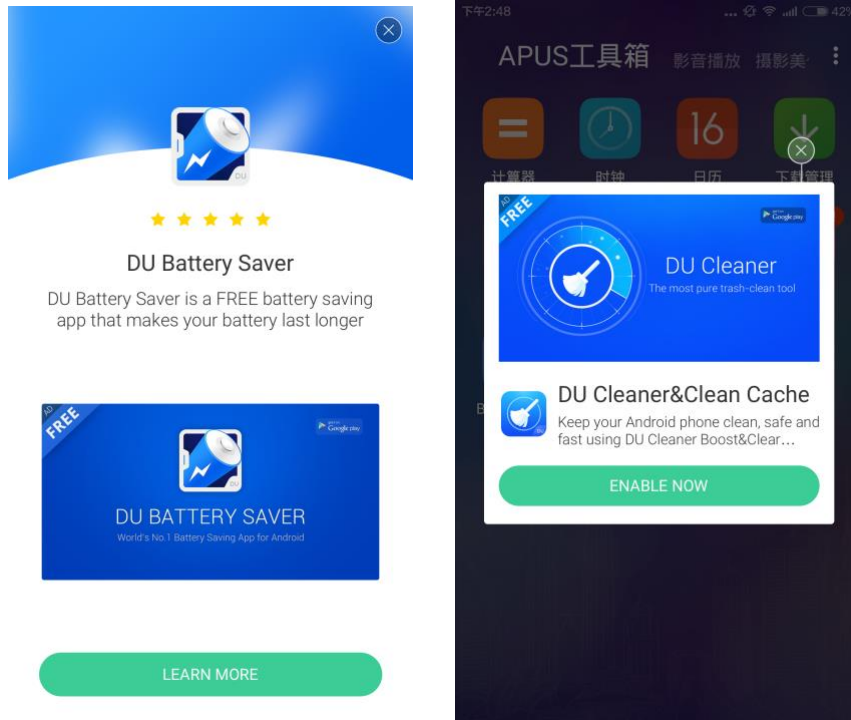 DU
DU Battery Saver
DU Battery Saver is a FREE battery saving
app that makes your battery last longer
AD
FREE
Google play
DU
DU BATTERY SAVER
World's No.1 Battery Saving App for Android
LEARN MORE
下午2:48
... 42%
APUS工具箱 影音播放 摄影美
16
计算器 时钟 日历 下载管理
AD
FREE
Google play
DU Cleaner
The most pure trash-clean tool
B
DU Cleaner&Clean Cache
Keep your Android phone clean, safe and
fast using DU Cleaner Boost&Clear...
DU
ENABLE NOW